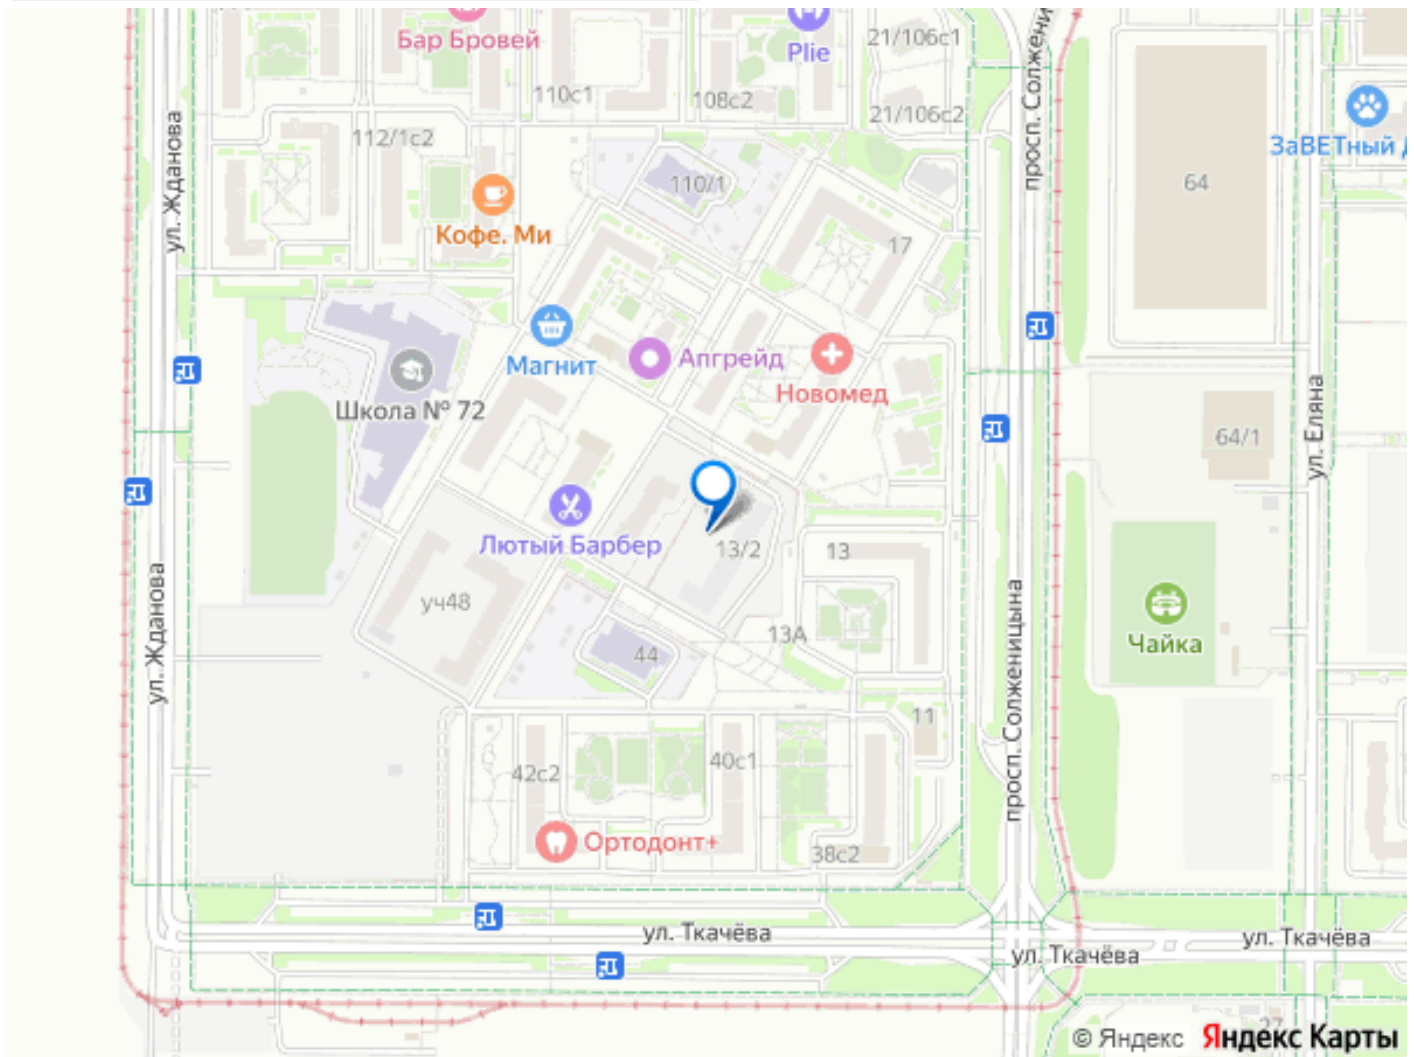 Бар Бровей
Plie
21/106с1
110с1
108с2
21/106с2
просп. Солженицы
ЗаВЕТный Д
ул. Жданова
112/1с2
110/1
64
Кофе. Ми
17
Магнит
Апгрейд
Новомед
Школа № 72
64/1
ул. Еляна
Лютый Барбер
13/2
13
уч48
ул. Жданова
13А
44
Чайка
просп. Солженицына
11
42с2
40с1
Ортодонт+
38с2
ул. Ткачёва
ул. Ткачёва
ул. Ткачёва
27
© Яндекс Яндекс Карты